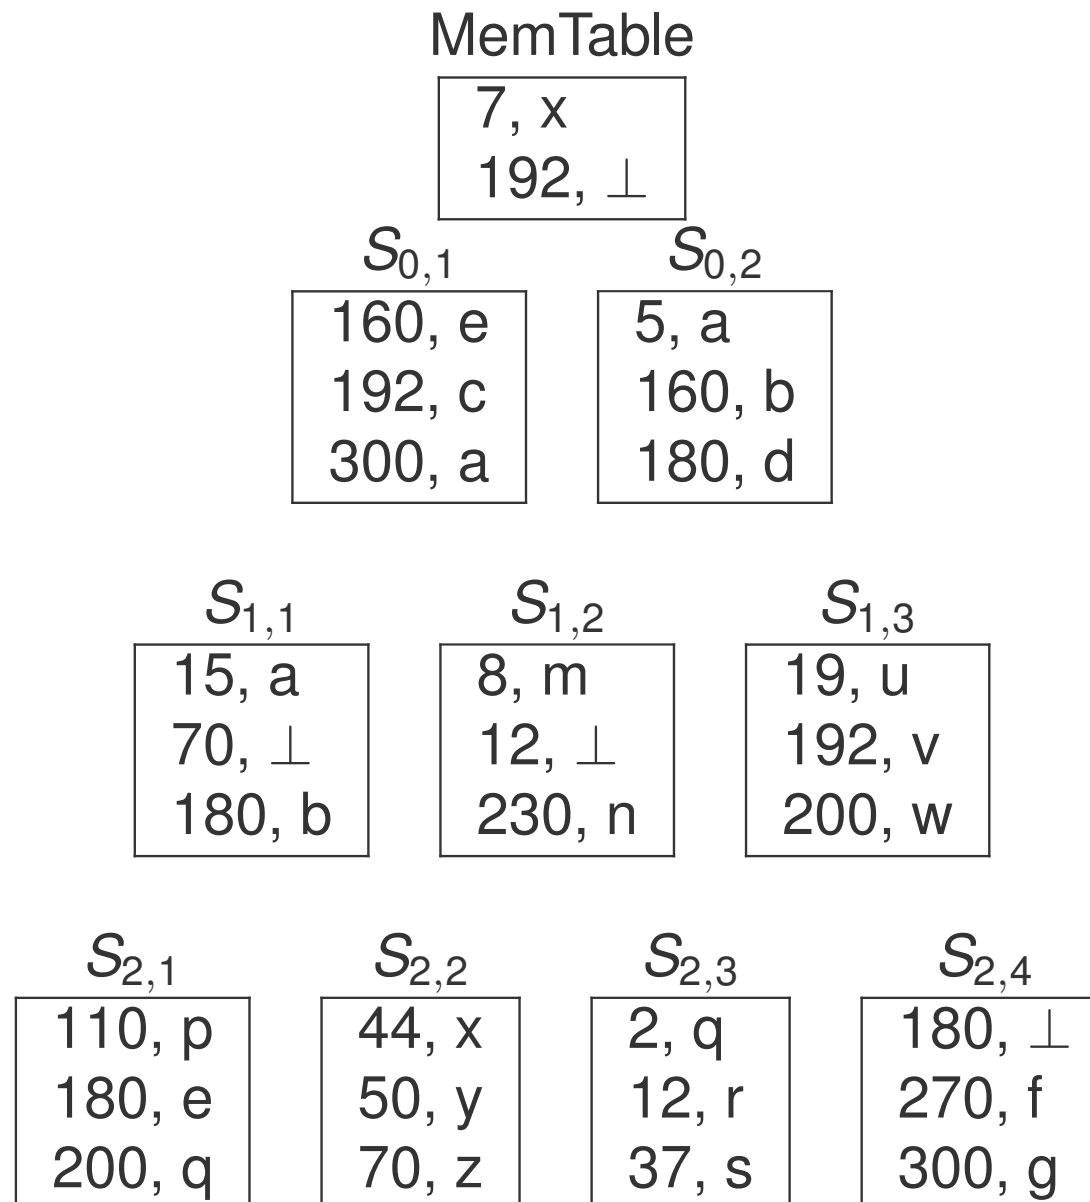 MemTable
7, x
192, ⊥
S0,1
160, e
192, c
300, a
S0,2
5, a
160, b
180, d
S1,1
15, a
70, ⊥
180, b
S1,2
8, m
12, ⊥
230, n
S1,3
19, u
192, v
200, w
S2,1
110, p
180, e
200, q
S2,2
44, x
50, y
70, z
S2,3
2, q
12, r
37, s
S2,4
180, ⊥
270, f
300, g